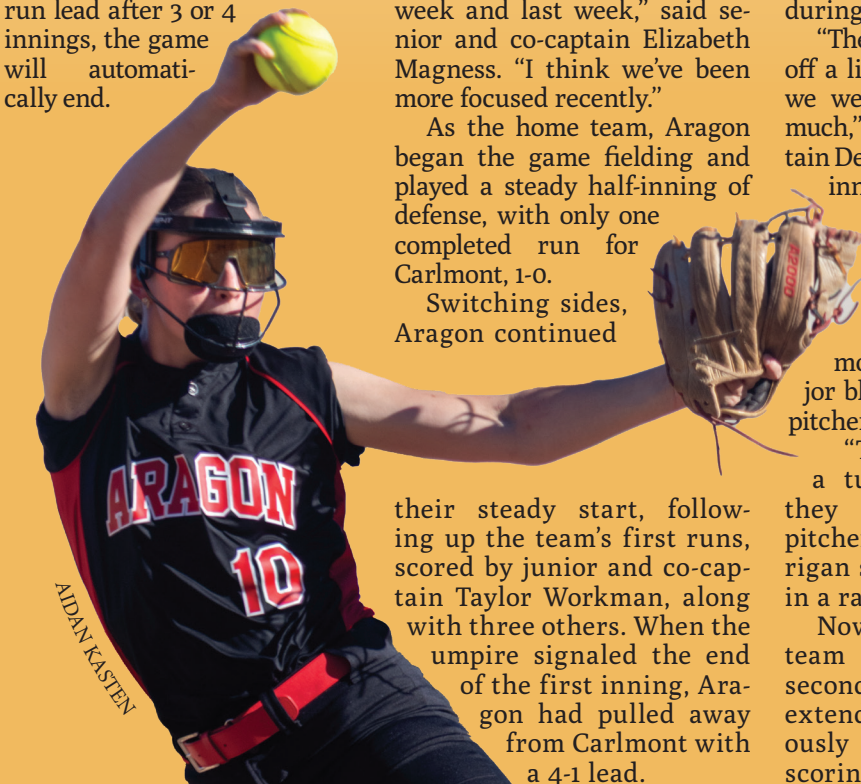 run lead after 3 or 4
innings, the game
will automati-
cally end.
ARAGON
10
AIDAN KASTEN
week and last week,” said se-
nior and co-captain Elizabeth
Magness. “I think we’ve been
more focused recently.”
As the home team, Aragon
began the game fielding and
played a steady half-inning of
defense, with only one
completed run for
Carlmont, 1-0.
Switching sides,
Aragon continued
A2000
their steady start, follow-
ing up the team’s first runs,
scored by junior and co-cap-
tain Taylor Workman, along
with three others. When the
umpire signaled the end
of the first inning, Ara-
gon had pulled away
from Carlmont with
a 4-1 lead.
during
“The
off a li
we we
much,”
tain De
inn
mo
jor bl
pitche
“T
a tu
they
pitche
rigan s
in a ra
Nov
team
second
extend
ously
scorin